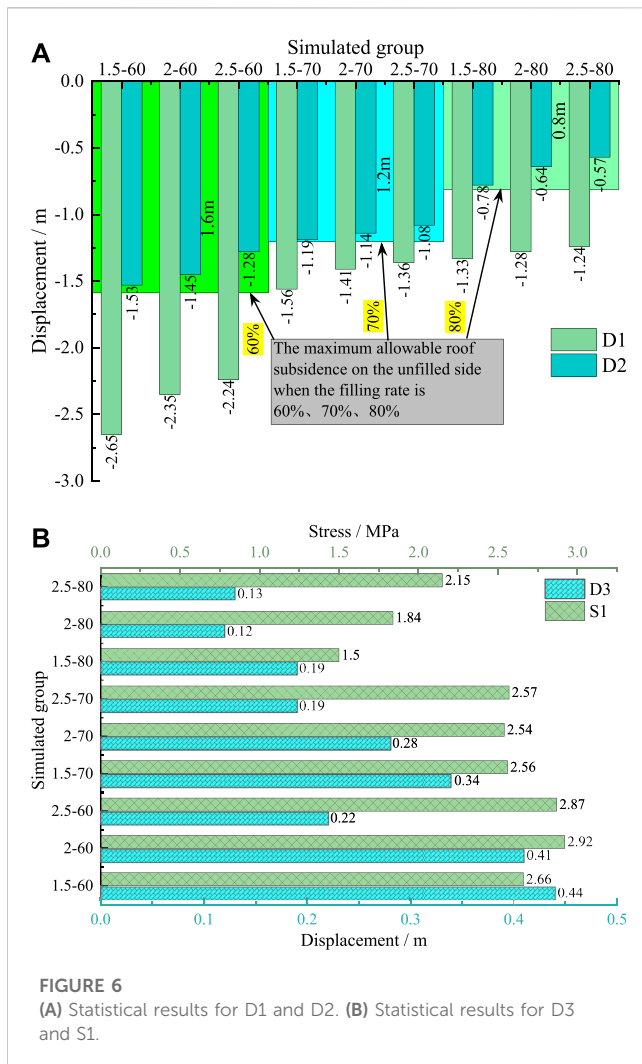 A
Simulated group
1.5-60 2-60 2.5-60 1.5-70 2-70 2.5-70 1.5-80 2-80 2.5-80
0.0
-0.5
-1.0
-1.5
-2.0
-2.5
-3.0
Displacement / m
-2.65
-1.53
-2.35
-1.45
-2.24
-1.28
-1.56
-1.19
-1.41
-1.14
-1.36
-1.08
-1.33
-0.78
-1.28
-0.64
-1.24
-0.57
1.6m
1.2m
0.8m
60%
70%
80%
The maximum allowable roof
subsidence on the unfilled side
when the filling rate is
60%、70%、80%
D1
D2
B
Stress / MPa
0.0 0.5 1.0 1.5 2.0 2.5 3.0
Simulated group
2.5-80
2.15
0.13
2-80
1.84
0.12
1.5-80
1.5
0.19
2.5-70
2.57
0.19
2-70
2.54
0.28
1.5-70
2.56
0.34
2.5-60
2.87
0.22
2-60
2.92
0.41
1.5-60
2.66
0.44
D3
S1
0.0 0.1 0.2 0.3 0.4 0.5
Displacement / m
FIGURE 6
(A) Statistical results for D1 and D2. (B) Statistical results for D3
and S1.